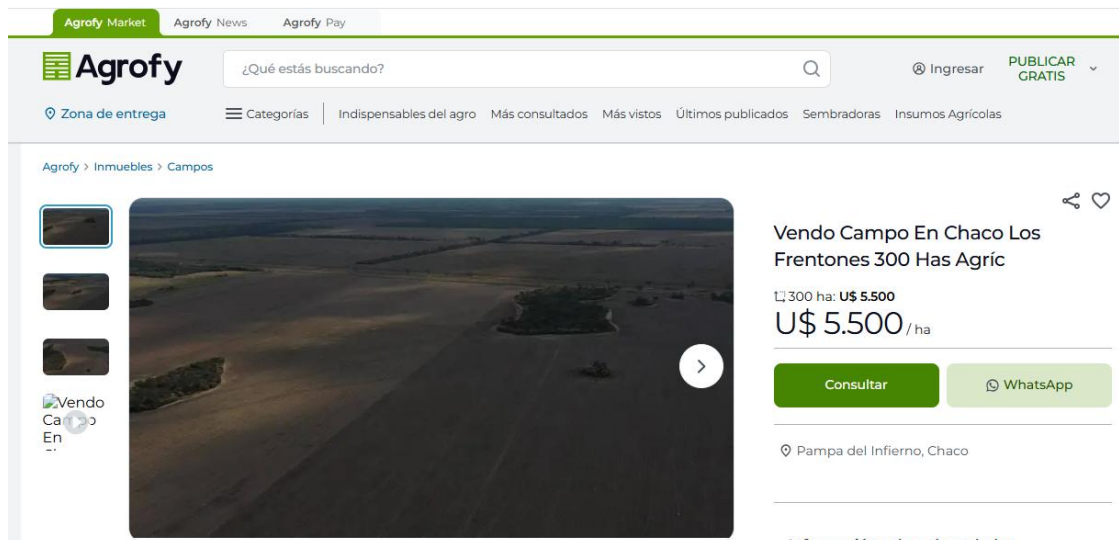 Agrofy Market
Agrofy News
Agrofy Pay
Agrofy
¿Qué estás buscando?
Ingresar
PUBLICAR
GRATIS
Zona de entrega
Categorías
Indispensables del agro
Más consultados
Más vistos
Últimos publicados
Sembradoras
Insumos Agrícolas
Agrofy > Inmuebles > Campos
Vendo
En
Vendo Campo En Chaco Los
Frentones 300 Has Agríc
300 ha: U$ 5.500
U$ 5.500 / ha
Consultar
WhatsApp
Pampa del Infierno, Chaco